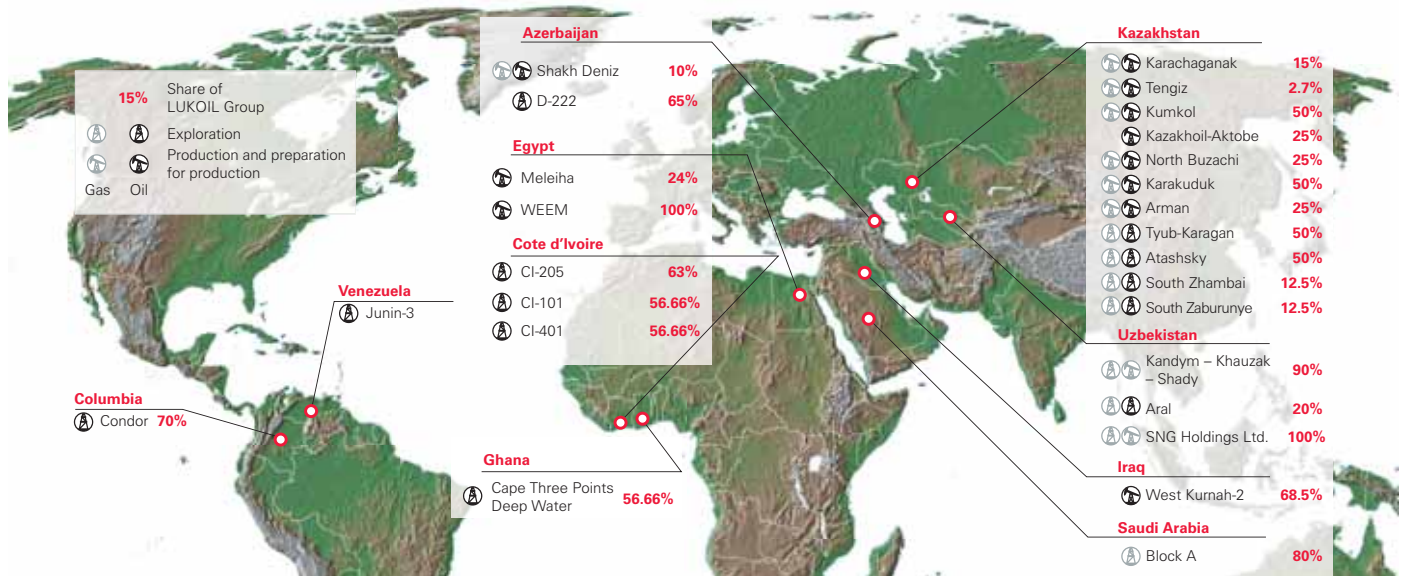 15% Share of
LUKOIL Group
Exploration
Production and preparation
for production
Gas Oil
Venezuela
Junin-3
Columbia
Condor 70%
Azerbaijan
Shakh Deniz 10%
D-222 65%
Egypt
Meleiha 24%
WEEM 100%
Cote d'Ivoire
CI-205 63%
CI-101 56.66%
CI-401 56.66%
Ghana
Cape Three Points
Deep Water 56.66%
Kazakhstan
Karachaganak 15%
Tengiz 2.7%
Kumkol 50%
Kazakhoil-Aktobe 25%
North Buzachi 25%
Karakuduk 50%
Arman 25%
Tyub-Karagan 50%
Atashsky 50%
South Zhambai 12.5%
South Zaburunye 12.5%
Uzbekistan
Kandym – Khauzak
– Shady 90%
Aral 20%
SNG Holdings Ltd. 100%
Iraq
West Kurnah-2 68.5%
Saudi Arabia
Block A 80%